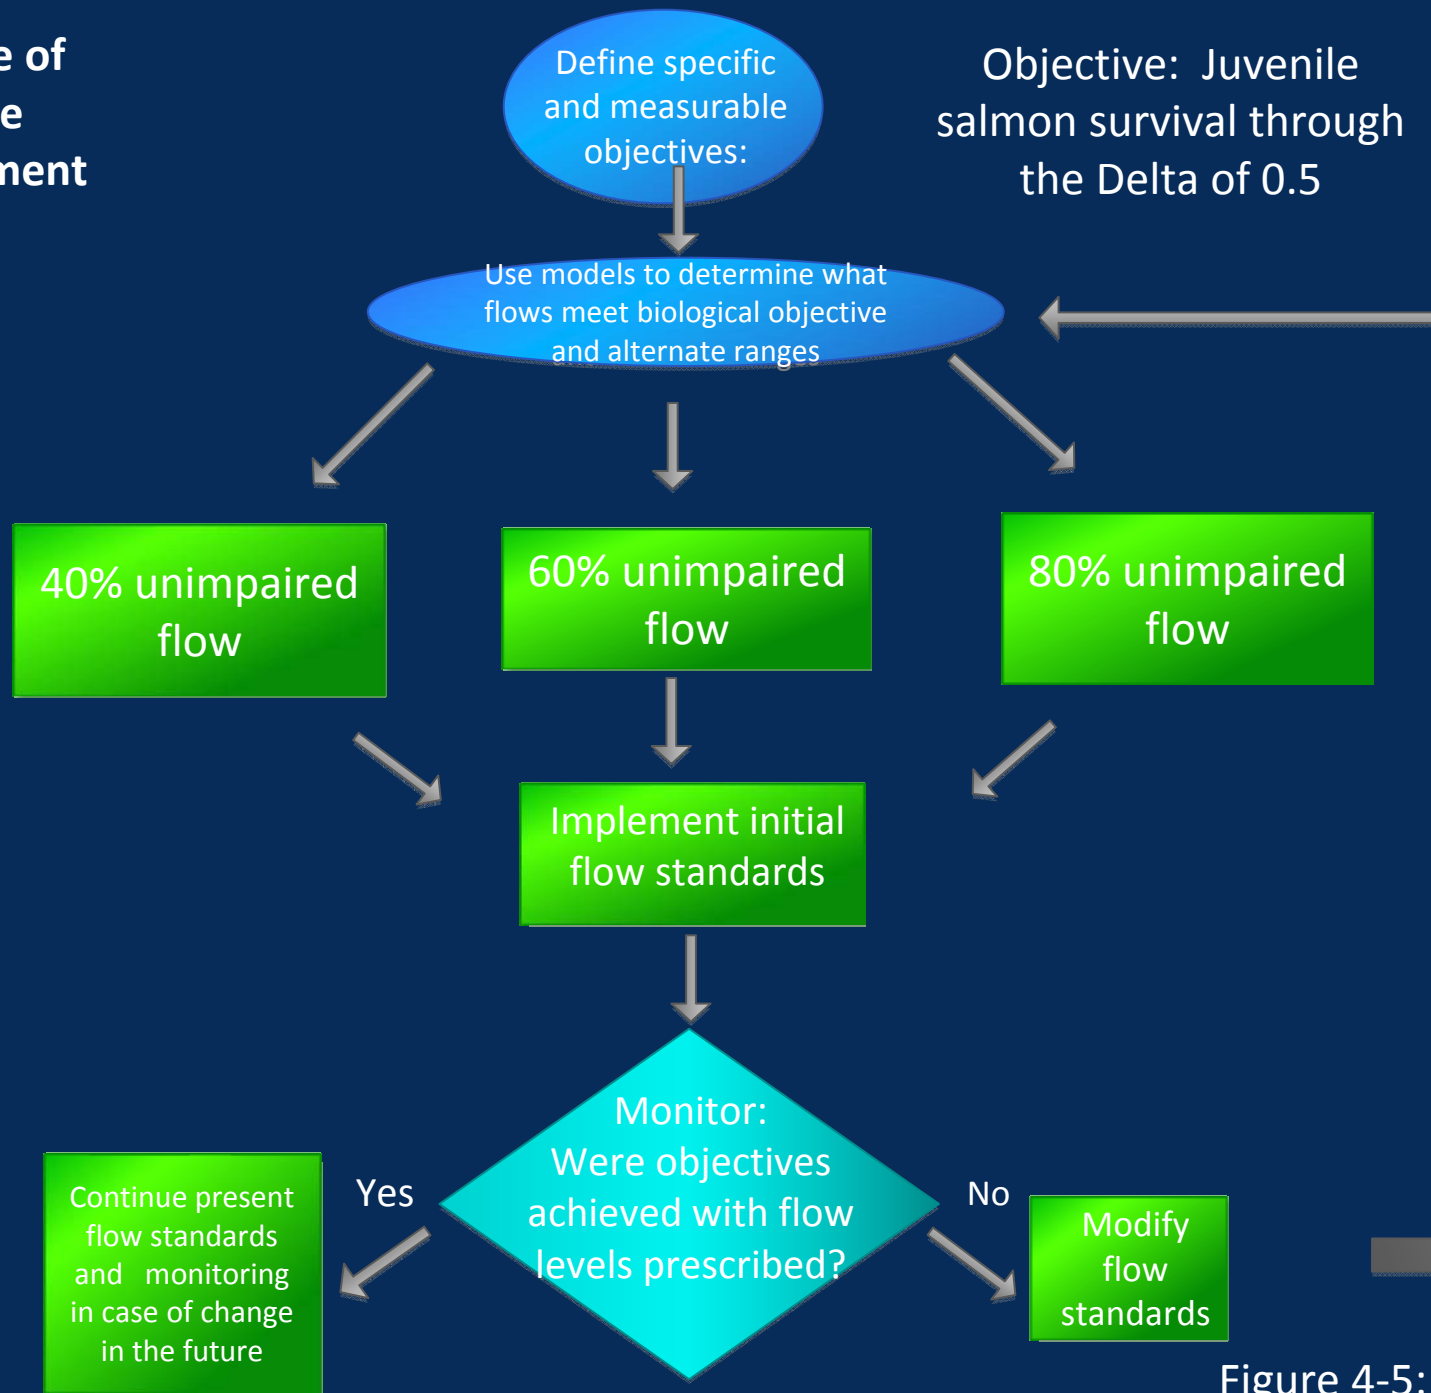 e of
e
ment
Define specific
and measurable
objectives:
Objective: Juvenile
salmon survival through
the Delta of 0.5
Use models to determine what
flows meet biological objective
and alternate ranges
40% unimpaired
flow
60% unimpaired
flow
80% unimpaired
flow
Implement initial
flow standards
Monitor:
Were objectives
achieved with flow
levels prescribed?
Yes
No
Continue present
flow standards
and monitoring
in case of change
in the future
Modify
flow
standards
Figure 4-5: